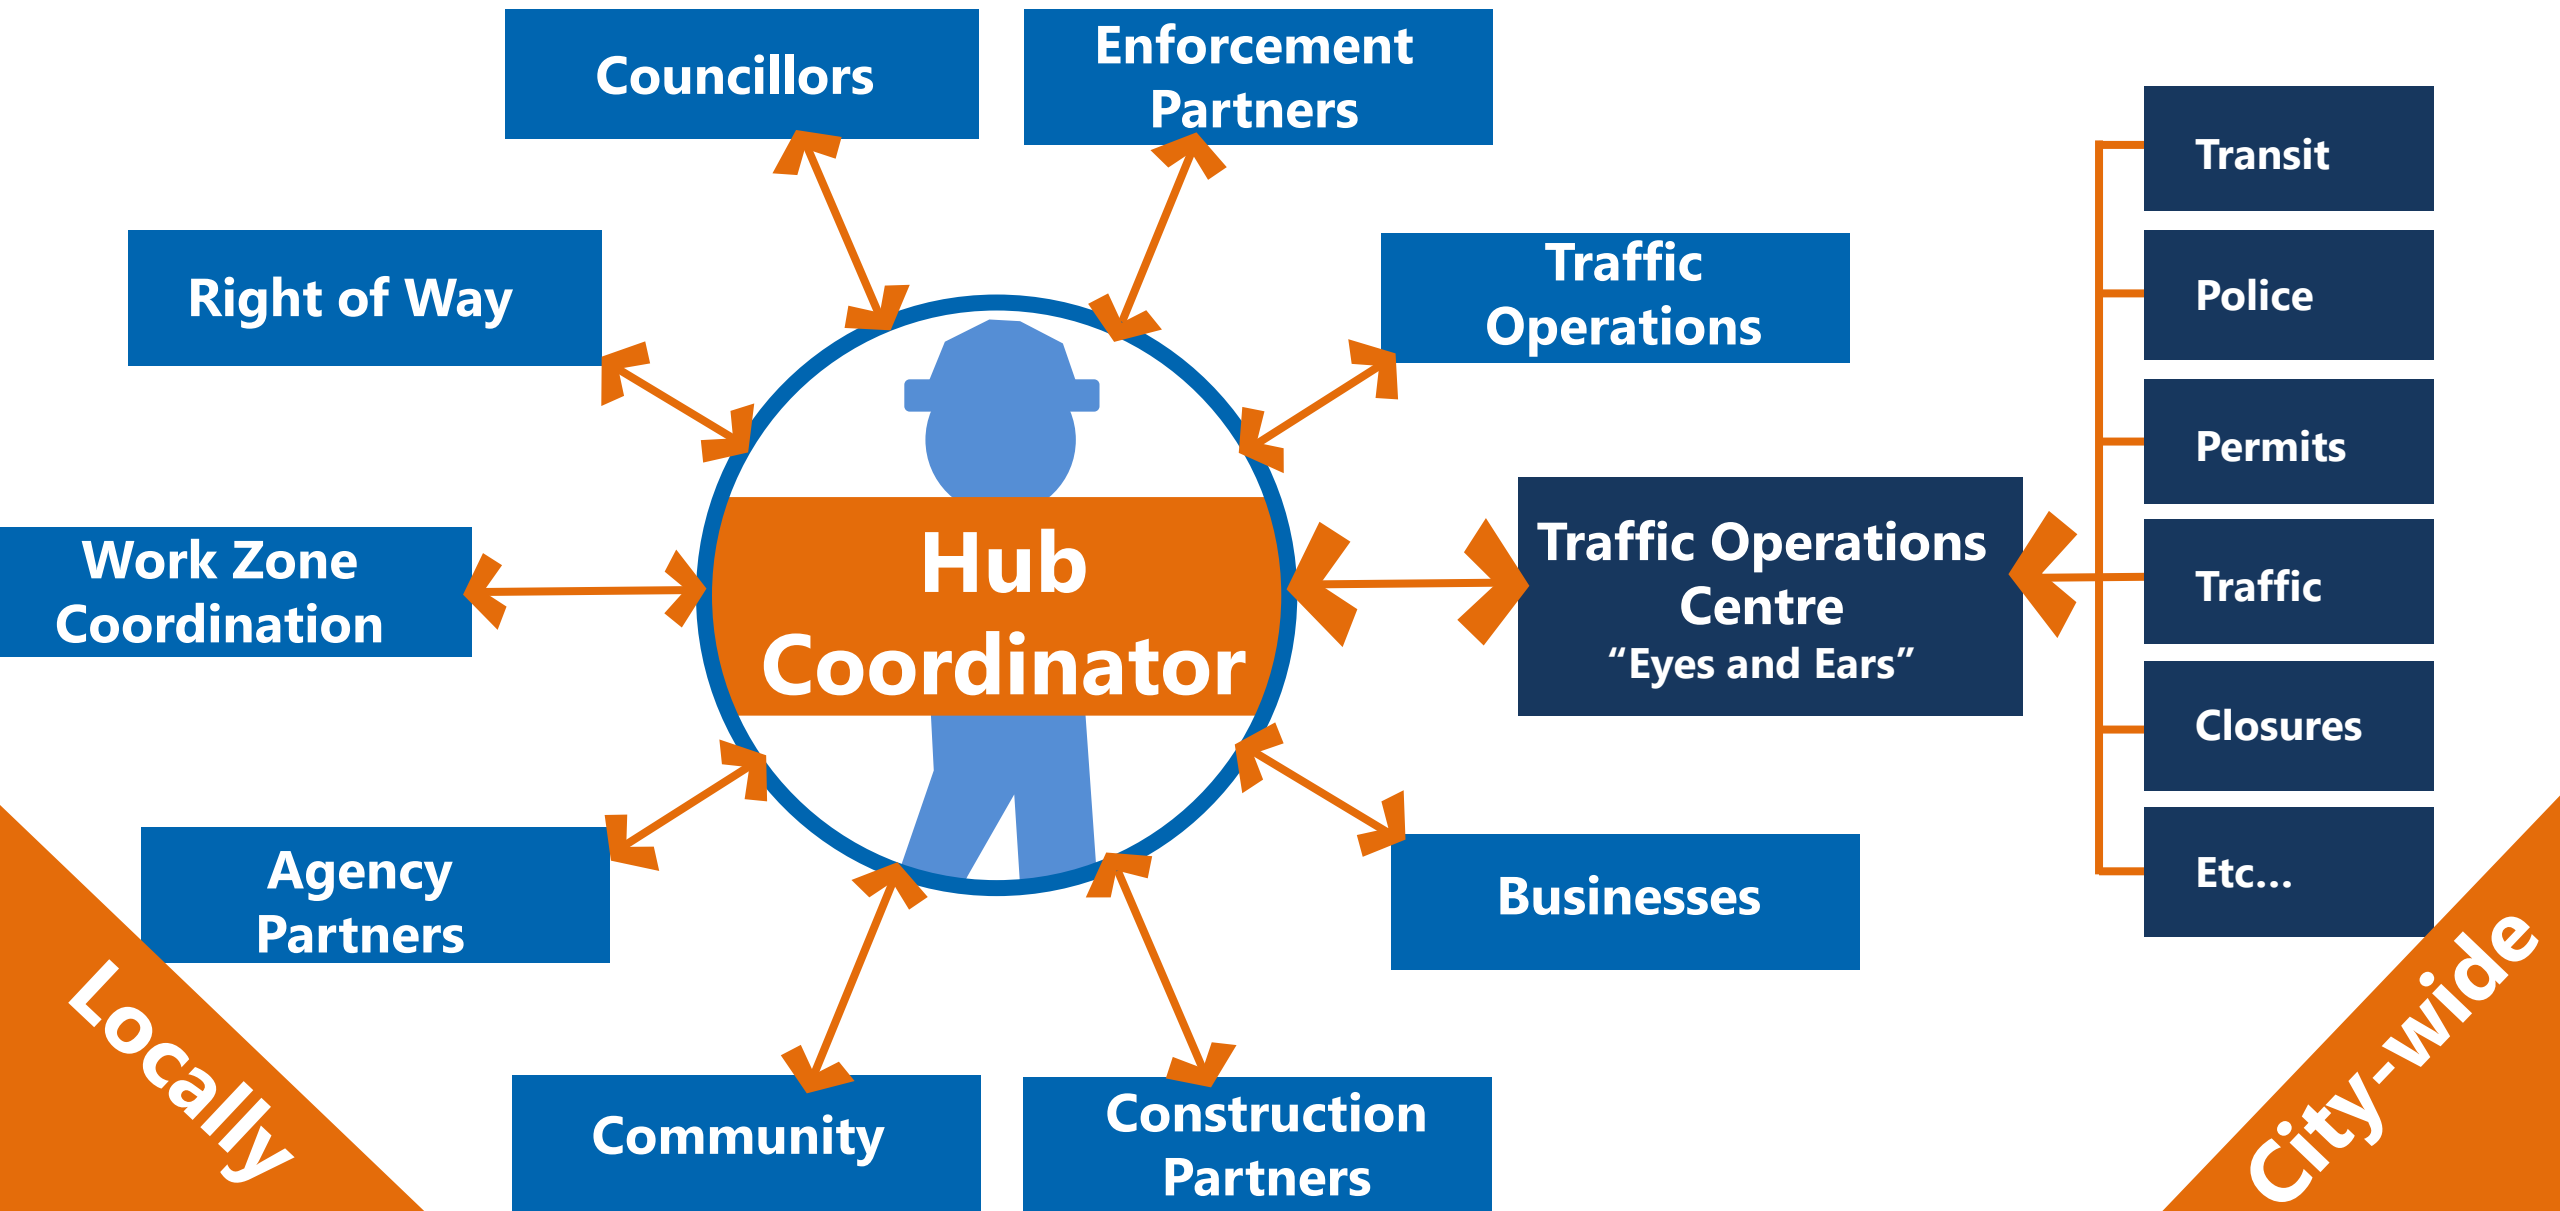 Councillors
Enforcement
Partners
Right of Way
Traffic
Operations
Work Zone
Coordination
Hub
Coordinator
Traffic Operations
Centre
“Eyes and Ears”
Agency
Partners
Businesses
Community
Construction
Partners
Transit
Police
Permits
Traffic
Closures
Etc...
Locally
City-wide